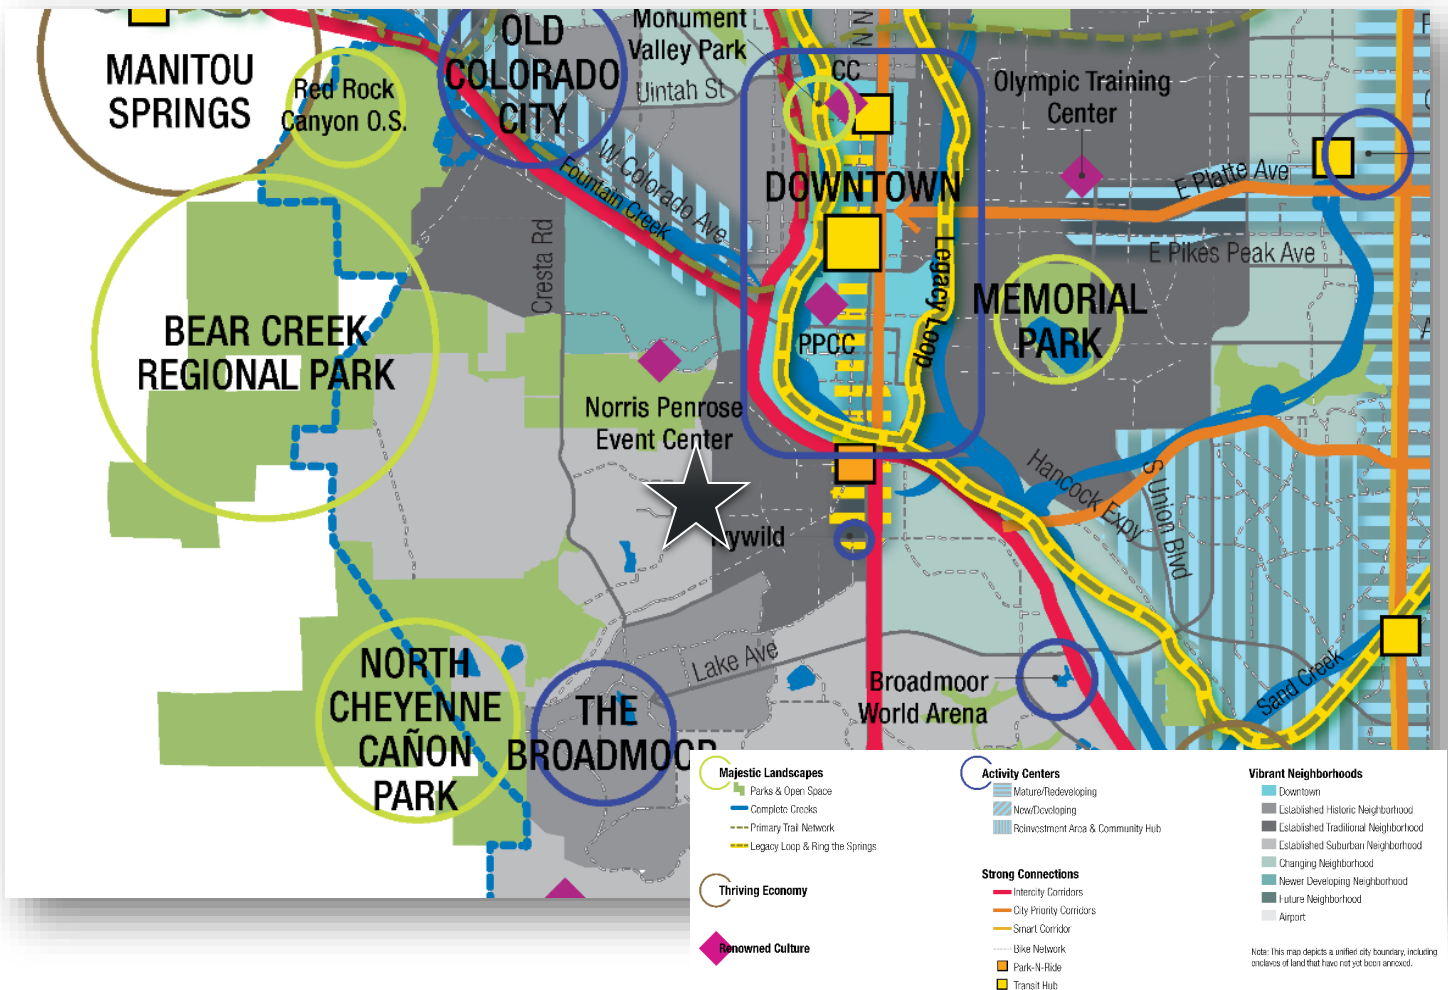 MANITOU
SPRINGS
Red Rock
Canyon O.S.
OLD
COLORADO
CITY
Monument
Valley Park
Uintah St
CC
N N
Olympic Training
Center
W Colorado Ave
Fountain Creek
DOWNTOWN
E Platte Ave
E Pikes Peak Ave
Cresta Rd
Legacy Loop
BEAR CREEK
REGIONAL PARK
MEMORIAL
PARK
PPCC
Norris Penrose
Event Center
Hancock Expy
S Union Blvd
ywild
NORTH
CHEYENNE
CAÑON
PARK
THE
BROADMOOR
Lake Ave
Broadmoor
World Arena
Sand Creek
Majestic Landscapes
Parks & Open Space
Complete Creeks
Primary Trail Network
Legacy Loop & Ring the Springs
Thriving Economy
Renowned Culture
Activity Centers
Mature/Redeveloping
New/Developing
Reinvestment Area & Community Hub
Strong Connections
Intercity Corridors
City Priority Corridors
Smart Corridor
Bike Network
Park-N-Ride
Transit Hub
Vibrant Neighborhoods
Downtown
Established Historic Neighborhood
Established Traditional Neighborhood
Established Suburban Neighborhood
Changing Neighborhood
Newer Developing Neighborhood
Future Neighborhood
Airport
Note: This map depicts a unified city boundary, including
enclaves of land that have not yet been annexed.